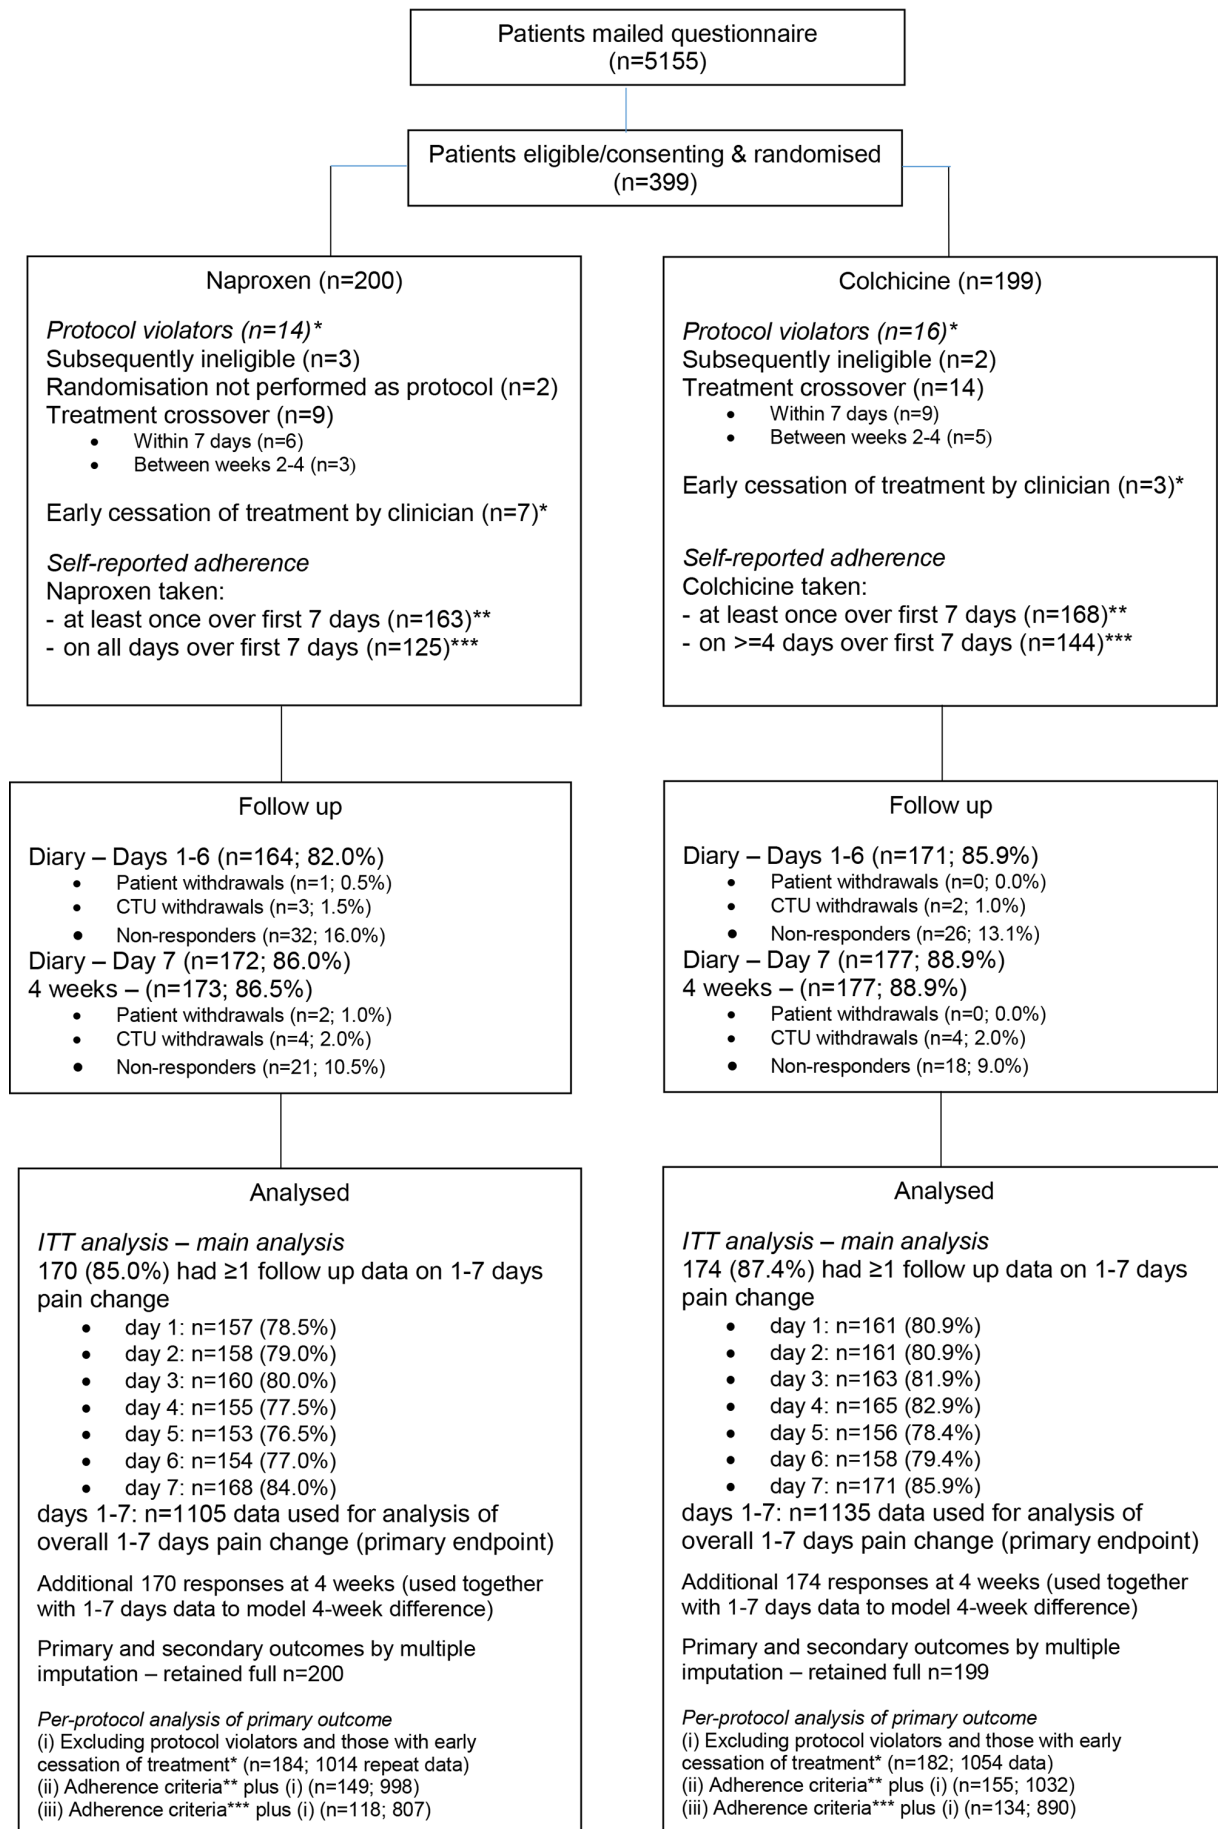 Patients mailed questionnaire
(n=5155)
Patients eligible/consenting & randomised
(n=399)
Naproxen (n=200)
Protocol violators (n=14)*
Subsequently ineligible (n=3)
Randomisation not performed as protocol (n=2)
Treatment crossover (n=9)
• Within 7 days (n=6)
• Between weeks 2-4 (n=3)
Early cessation of treatment by clinician (n=7)*
Self-reported adherence
Naproxen taken:
- at least once over first 7 days (n=163)**
- on all days over first 7 days (n=125)***
Colchicine (n=199)
Protocol violators (n=16)*
Subsequently ineligible (n=2)
Treatment crossover (n=14)
• Within 7 days (n=9)
• Between weeks 2-4 (n=5)
Early cessation of treatment by clinician (n=3)*
Self-reported adherence
Colchicine taken:
- at least once over first 7 days (n=168)**
- on >=4 days over first 7 days (n=144)***
Follow up
Diary – Days 1-6 (n=164; 82.0%)
• Patient withdrawals (n=1; 0.5%)
• CTU withdrawals (n=3; 1.5%)
• Non-responders (n=32; 16.0%)
Diary – Day 7 (n=172; 86.0%)
4 weeks – (n=173; 86.5%)
• Patient withdrawals (n=2; 1.0%)
• CTU withdrawals (n=4; 2.0%)
• Non-responders (n=21; 10.5%)
Follow up
Diary – Days 1-6 (n=171; 85.9%)
• Patient withdrawals (n=0; 0.0%)
• CTU withdrawals (n=2; 1.0%)
• Non-responders (n=26; 13.1%)
Diary – Day 7 (n=177; 88.9%)
4 weeks – (n=177; 88.9%)
• Patient withdrawals (n=0; 0.0%)
• CTU withdrawals (n=4; 2.0%)
• Non-responders (n=18; 9.0%)
Analysed
ITT analysis – main analysis
170 (85.0%) had ≥1 follow up data on 1-7 days
pain change
• day 1: n=157 (78.5%)
• day 2: n=158 (79.0%)
• day 3: n=160 (80.0%)
• day 4: n=155 (77.5%)
• day 5: n=153 (76.5%)
• day 6: n=154 (77.0%)
• day 7: n=168 (84.0%)
days 1-7: n=1105 data used for analysis of
overall 1-7 days pain change (primary endpoint)
Additional 170 responses at 4 weeks (used together
with 1-7 days data to model 4-week difference)
Primary and secondary outcomes by multiple
imputation – retained full n=200
Per-protocol analysis of primary outcome
(i) Excluding protocol violators and those with early
cessation of treatment* (n=184; 1014 repeat data)
(ii) Adherence criteria** plus (i) (n=149; 998)
(iii) Adherence criteria*** plus (i) (n=118; 807)
Analysed
ITT analysis – main analysis
174 (87.4%) had ≥1 follow up data on 1-7 days
pain change
• day 1: n=161 (80.9%)
• day 2: n=161 (80.9%)
• day 3: n=163 (81.9%)
• day 4: n=165 (82.9%)
• day 5: n=156 (78.4%)
• day 6: n=158 (79.4%)
• day 7: n=171 (85.9%)
days 1-7: n=1135 data used for analysis of
overall 1-7 days pain change (primary endpoint)
Additional 174 responses at 4 weeks (used together
with 1-7 days data to model 4-week difference)
Primary and secondary outcomes by multiple
imputation – retained full n=199
Per-protocol analysis of primary outcome
(i) Excluding protocol violators and those with early
cessation of treatment* (n=182; 1054 data)
(ii) Adherence criteria** plus (i) (n=155; 1032)
(iii) Adherence criteria*** plus (i) (n=134; 890)